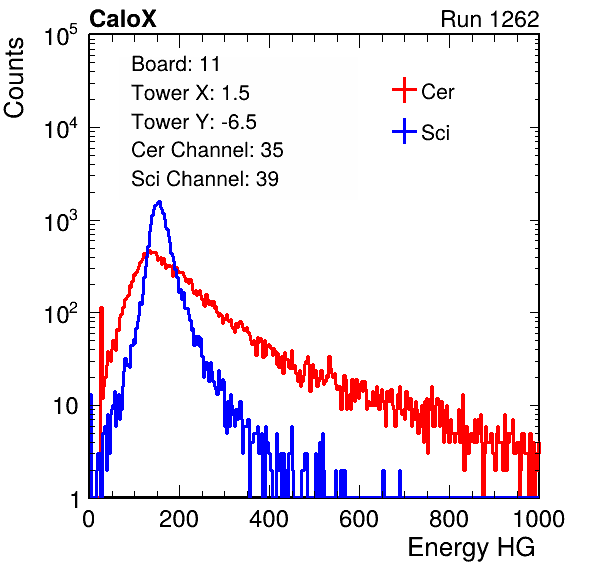 CaloX Run 1262
Counts
10^5
10^4
10^3
10^2
10
1
Board: 11
Tower X: 1.5
Tower Y: -6.5
Cer Channel: 35
Sci Channel: 39
Cer
Sci
0 200 400 600 800 1000
Energy HG